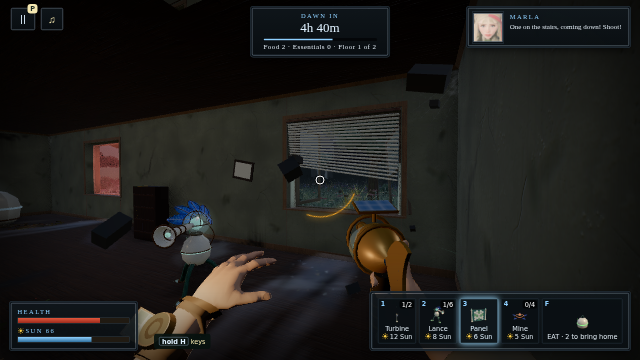 P
DAWN IN
4h 40m
Food 2 · Essentials 0 · Floor 1 of 2
MARLA
One on the stairs, coming down! Shoot!
HEALTH
SUN 66
hold H keys
1 1/2
Turbine
12 Sun
2 1/6
Lance
8 Sun
3
Panel
6 Sun
4 0/4
Mine
5 Sun
F
EAT · 2 to bring home